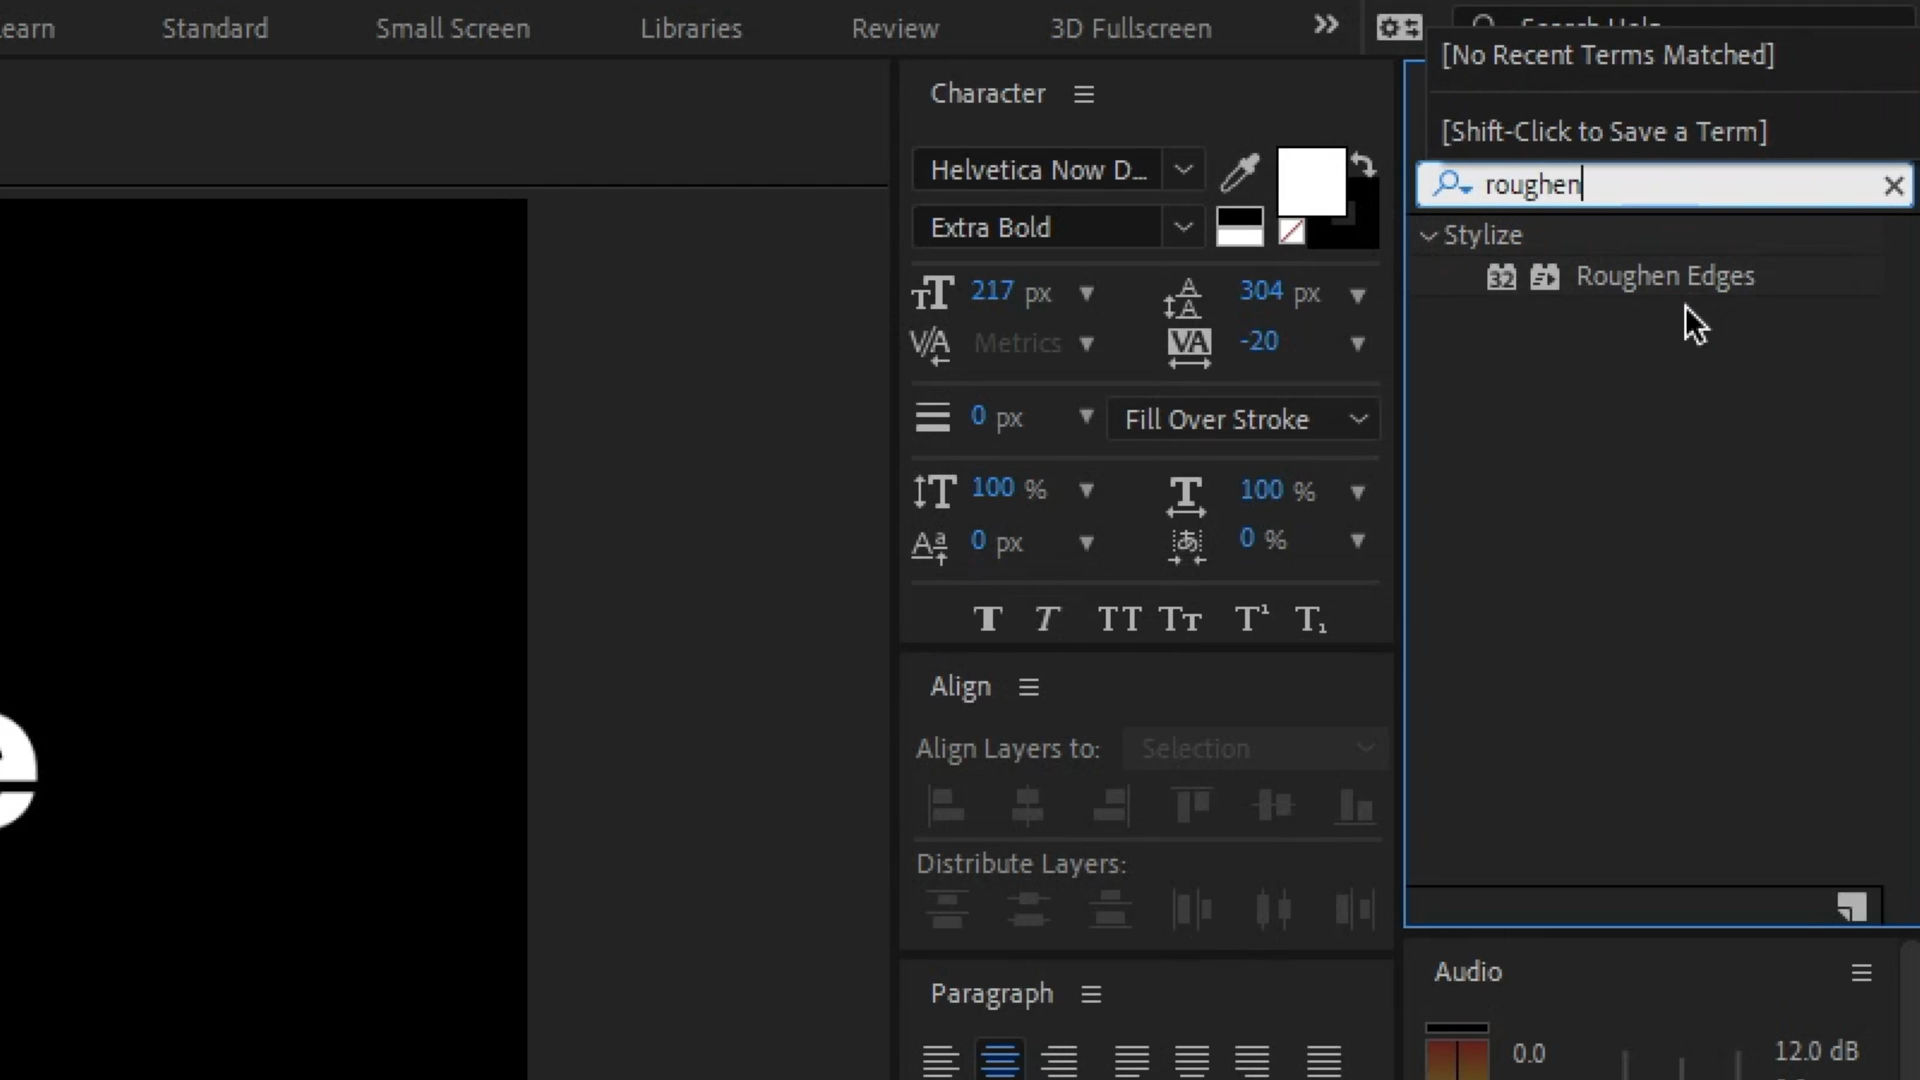 earn Standard Small Screen Libraries Review 3D Fullscreen
[No Recent Terms Matched]
[Shift-Click to Save a Term]
roughen
Stylize
32 Roughen Edges
Character
Helvetica Now D...
Extra Bold
217 px 304 px
Metrics -20
0 px Fill Over Stroke
100 % 100 %
0 px 0 %
Align
Align Layers to: Selection
Distribute Layers:
Paragraph
Audio
0.0 12.0 dB
e